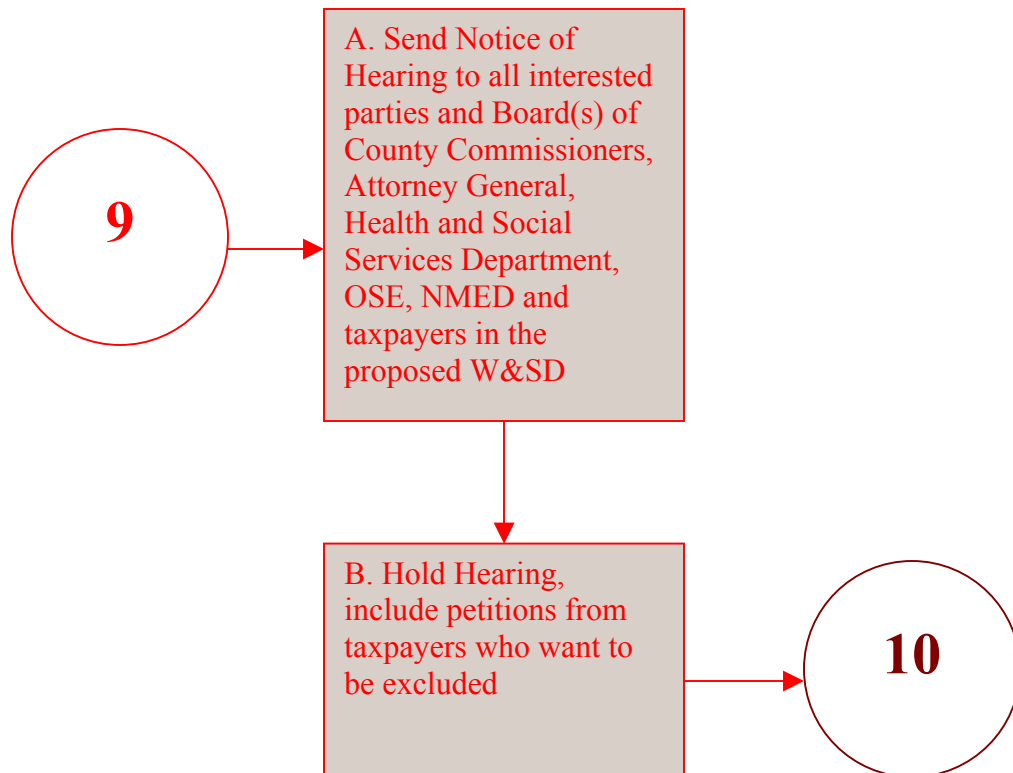 9
A. Send Notice of
Hearing to all interested
parties and Board(s) of
County Commissioners,
Attorney General,
Health and Social
Services Department,
OSE, NMED and
taxpayers in the
proposed W&SD
B. Hold Hearing,
include petitions from
taxpayers who want to
be excluded
10